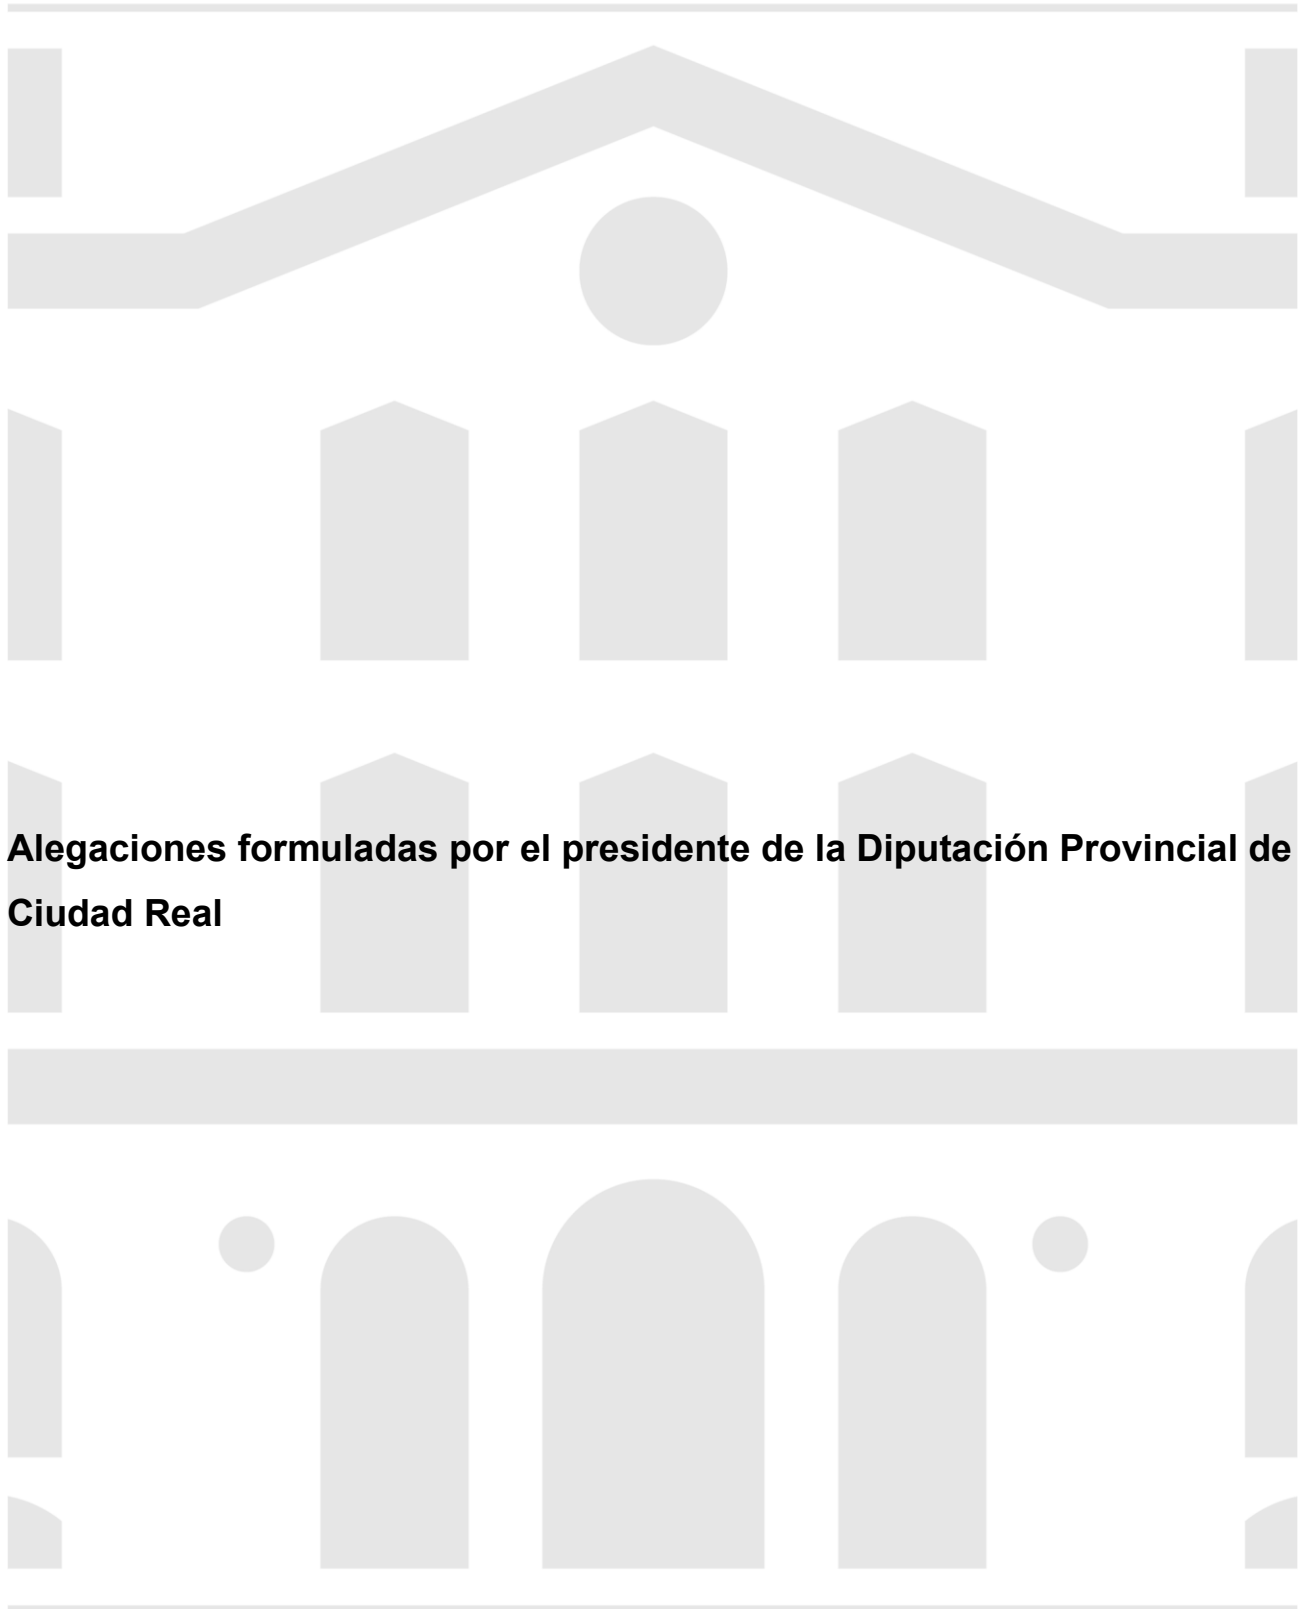 Alegaciones formuladas por el presidente de la Diputación Provincial de
Ciudad Real